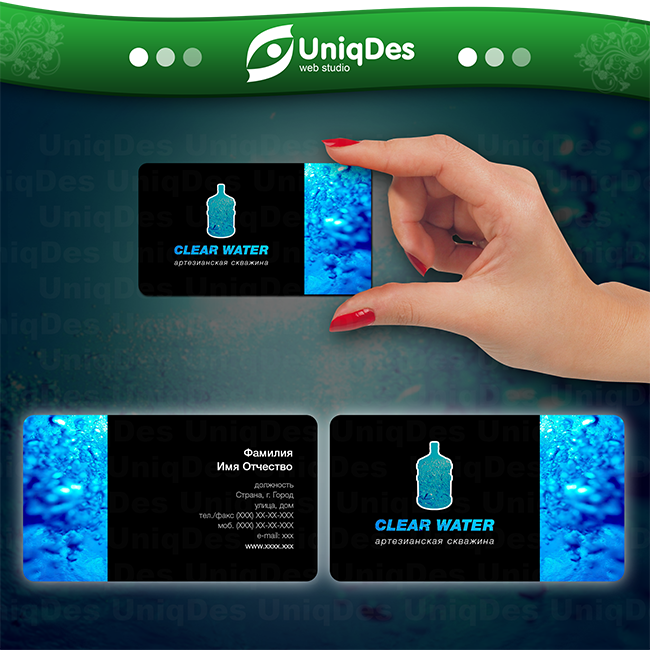 UniqDes
web studio
CLEAR WATER
артезианская скважина
Фамилия
Имя Отчество
должность
Страна, г. Город
улица, дом
тел./факс (XXX) XX-XX-XXX
моб. (XXX) XX-XX-XXX
e-mail: xxx
www.xxxx.xxx
CLEAR WATER
артезианская скважина